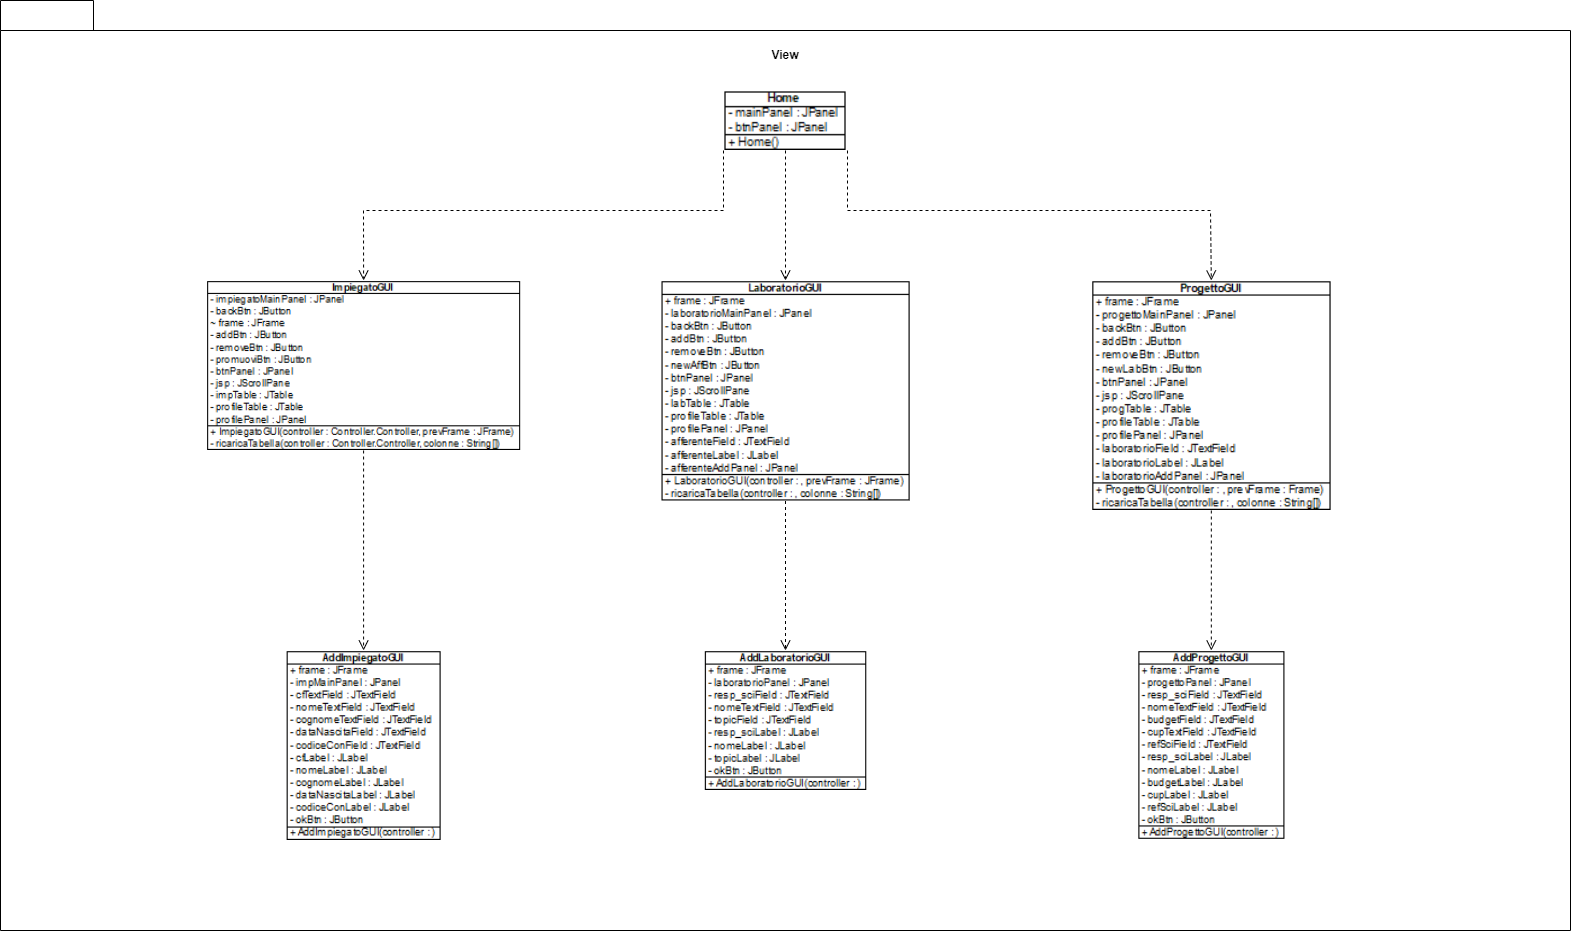 View
Home
- mainPanel : JPanel
- btnPanel : JPanel
+ Home()
ImpiegatoGUI
- impiegatoMainPanel : JPanel
- backBtn : JButton
~ frame : JFrame
- addBtn : JButton
- removeBtn : JButton
- promuoviBtn : JButton
- btnPanel : JPanel
- jsp : JScrollPane
- impTable : JTable
- profileTable : JTable
- profilePanel : JPanel
+ ImpiegatoGUI(controller : Controller.Controller, prevFrame : JFrame)
- ricaricaTabella(controller : Controller.Controller, colonne : String[])
LaboratorioGUI
+ frame : JFrame
- laboratorioMainPanel : JPanel
- backBtn : JButton
- addBtn : JButton
- removeBtn : JButton
- newAffBtn : JButton
- btnPanel : JPanel
- jsp : JScrollPane
- labTable : JTable
- profileTable : JTable
- profilePanel : JPanel
- afferenteField : JTextField
- afferenteLabel : JLabel
- afferenteAddPanel : JPanel
+ LaboratorioGUI(controller : , prevFrame : JFrame)
- ricaricaTabella(controller : , colonne : String[])
ProgettoGUI
+ frame : JFrame
- progettoMainPanel : JPanel
- backBtn : JButton
- addBtn : JButton
- removeBtn : JButton
- newLabBtn : JButton
- btnPanel : JPanel
- jsp : JScrollPane
- progTable : JTable
- profileTable : JTable
- profilePanel : JPanel
- laboratorioField : JTextField
- laboratorioLabel : JLabel
- laboratorioAddPanel : JPanel
+ ProgettoGUI(controller : , prevFrame : Frame)
- ricaricaTabella(controller : , colonne : String[])
AddImpiegatoGUI
+ frame : JFrame
- impMainPanel : JPanel
- cfTextField : JTextField
- nomeTextField : JTextField
- cognomeTextField : JTextField
- dataNascitaField : JTextField
- codiceConField : JTextField
- cfLabel : JLabel
- nomeLabel : JLabel
- cognomeLabel : JLabel
- dataNascitaLabel : JLabel
- codiceConLabel : JLabel
- okBtn : JButton
+ AddImpiegatoGUI(controller : )
AddLaboratorioGUI
+ frame : JFrame
- laboratorioPanel : JPanel
- resp_sciField : JTextField
- nomeTextField : JTextField
- topicField : JTextField
- resp_sciLabel : JLabel
- nomeLabel : JLabel
- topicLabel : JLabel
- okBtn : JButton
+ AddLaboratorioGUI(controller : )
AddProgettoGUI
+ frame : JFrame
- progettoPanel : JPanel
- resp_sciField : JTextField
- nomeTextField : JTextField
- budgetField : JTextField
- cupTextField : JTextField
- refSciField : JTextField
- resp_sciLabel : JLabel
- nomeLabel : JLabel
- budgetLabel : JLabel
- cupLabel : JLabel
- refSciLabel : JLabel
- okBtn : JButton
+ AddProgettoGUI(controller : )